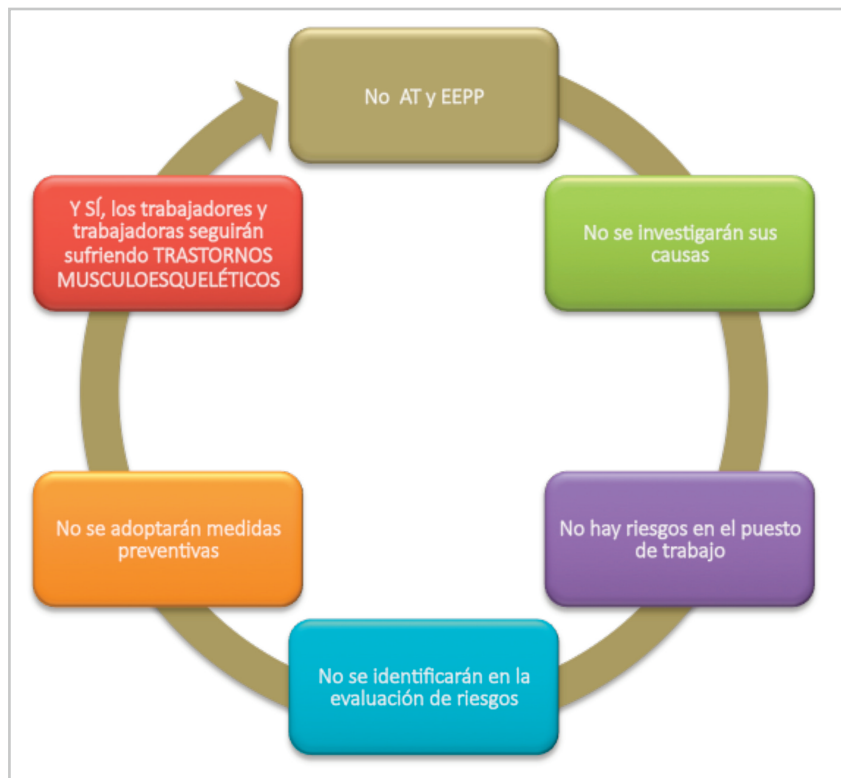 No AT y EEPP
No se investigarán sus
causas
No hay riesgos en el puesto
de trabajo
No se identificarán en la
evaluación de riesgos
No se adoptarán medidas
preventivas
Y SÍ, los trabajadores y
trabajadoras seguirán
sufriendo TRASTORNOS
MUSCULOESQUELÉTICOS